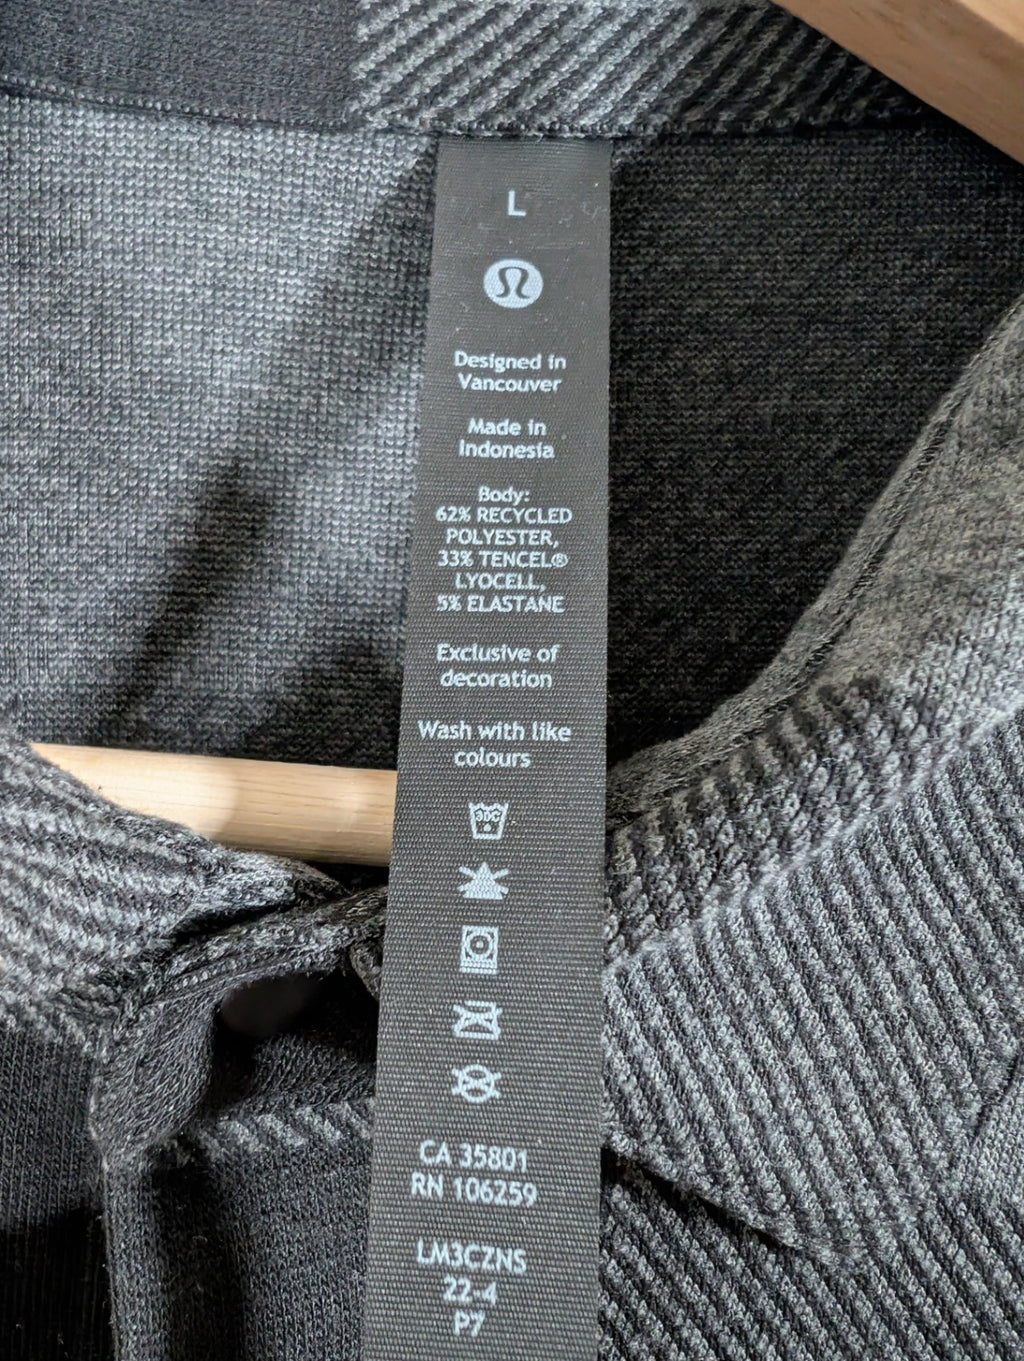 L
Designed in
Vancouver
Made in
Indonesia
Body:
62% RECYCLED
POLYESTER,
33% TENCEL®
LYOCELL,
5% ELASTANE
Exclusive of
decoration
Wash with like
colours
30C
CA 35801
RN 106259
LM3CZNS
22-4
P7